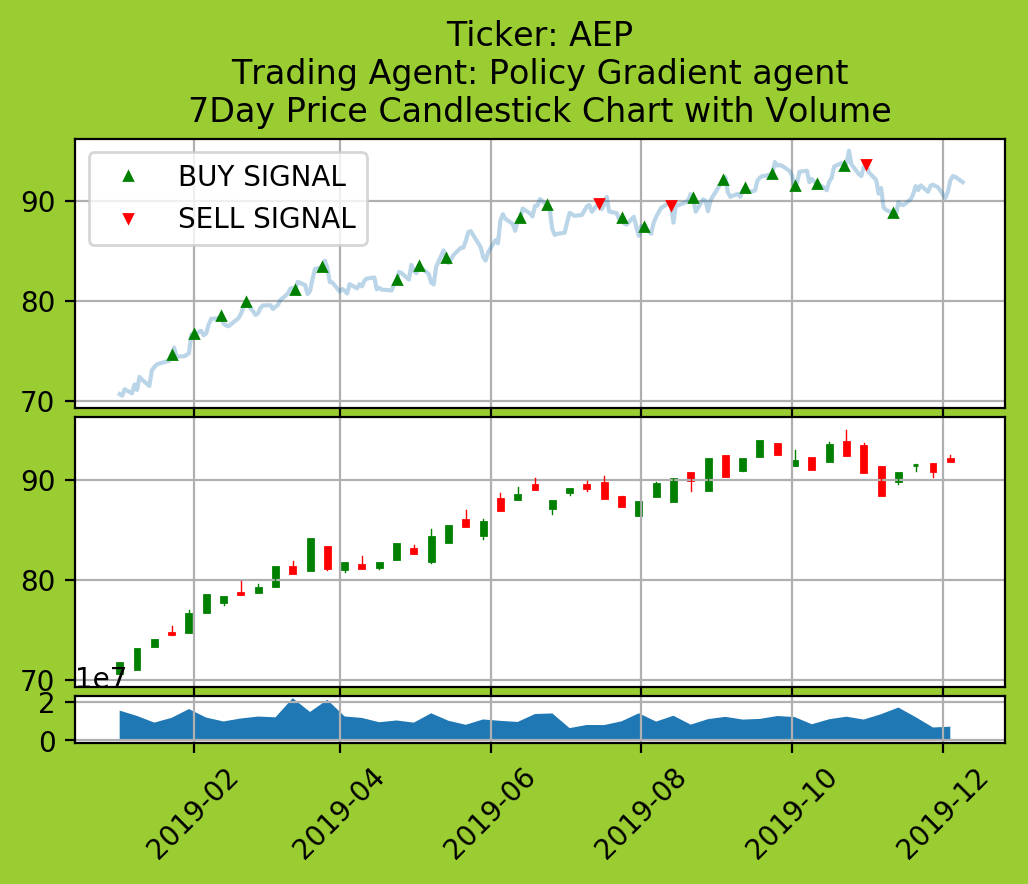 Ticker: AEP
Trading Agent: Policy Gradient agent
7Day Price Candlestick Chart with Volume
BUY SIGNAL
SELL SIGNAL
90
80
70
90
80
70
1e7
2
0
2019-02
2019-04
2019-06
2019-08
2019-10
2019-12